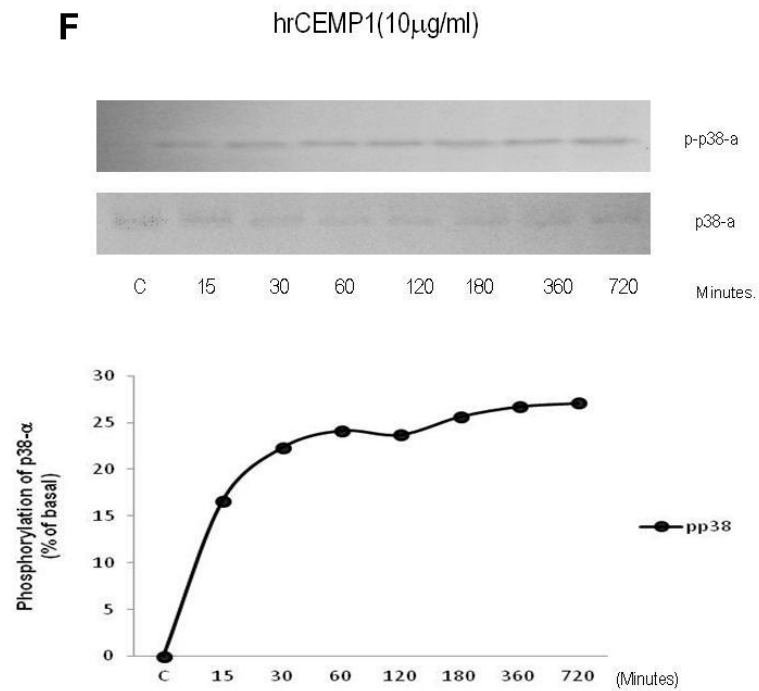 F
hrCEMP1(10μg/ml)
p-p38-a
p38-a
C 15 30 60 120 180 360 720 Minutes.
Phosphorylation of p38-α
(% of basal)
30
25
20
15
10
5
0
pp38
C 15 30 60 120 180 360 720 (Minutes)